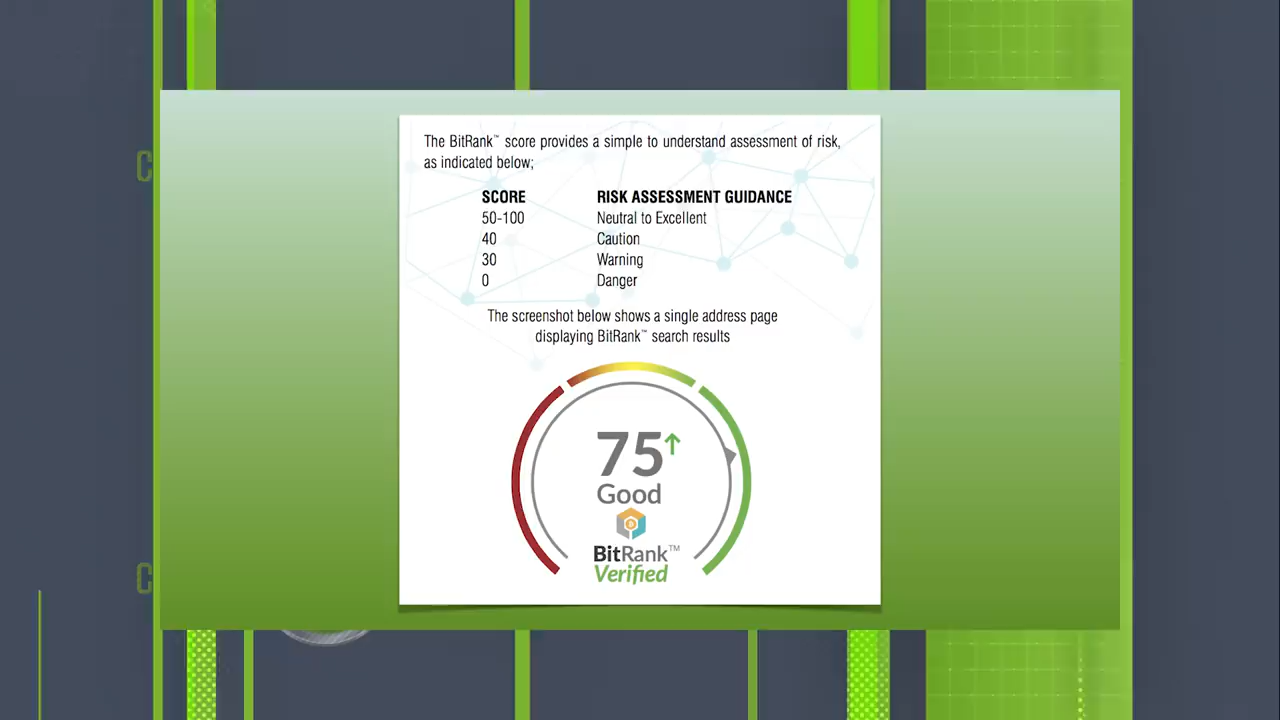 The BitRank™ score provides a simple to understand assessment of risk,
as indicated below;
SCORE RISK ASSESSMENT GUIDANCE
50-100 Neutral to Excellent
40 Caution
30 Warning
0 Danger
The screenshot below shows a single address page
displaying BitRank™ search results
75↑
Good
BitRank™
Verified
C
C